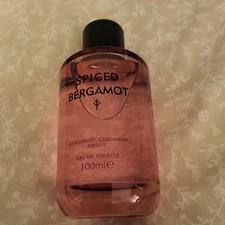 SPICED
BERGAMOT
BERGAMOT, CARDAMOM,
AMBER
EAU DE TOILETTE
100ml e